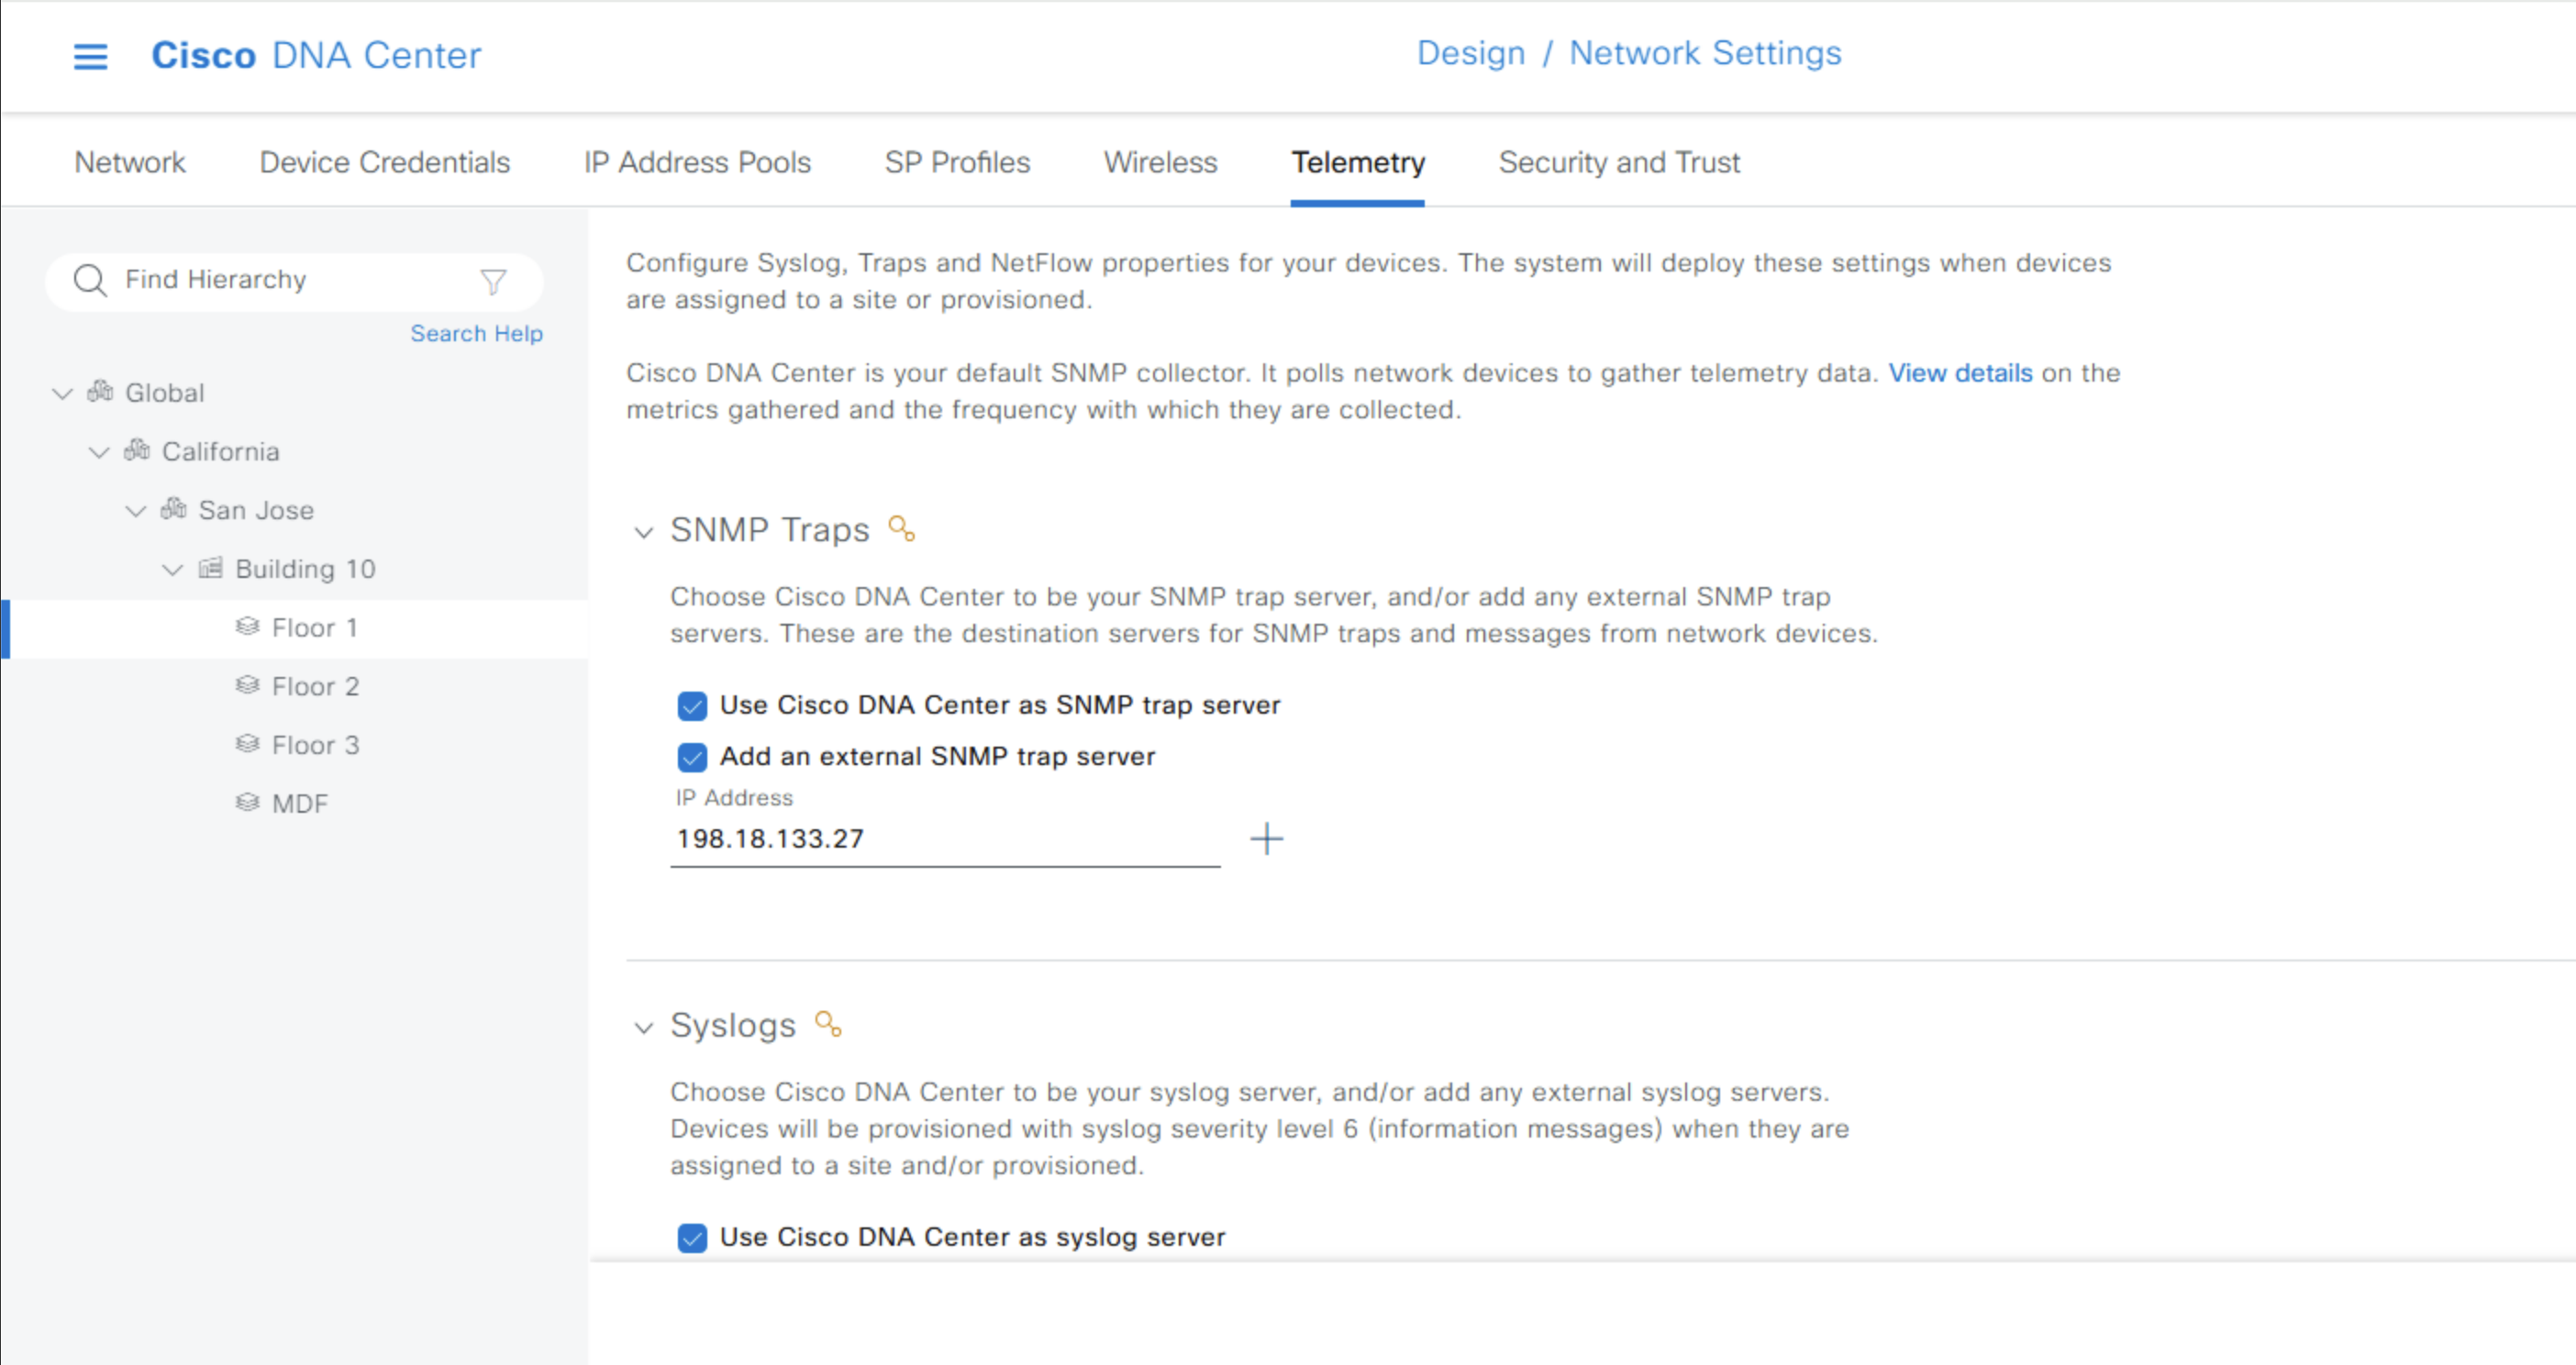 Cisco DNA Center
Design / Network Settings
Network Device Credentials IP Address Pools SP Profiles Wireless Telemetry Security and Trust
Find Hierarchy
Search Help
Global
California
San Jose
Building 10
Floor 1
Floor 2
Floor 3
MDF
Configure Syslog, Traps and NetFlow properties for your devices. The system will deploy these settings when devices
are assigned to a site or provisioned.
Cisco DNA Center is your default SNMP collector. It polls network devices to gather telemetry data. View details on the
metrics gathered and the frequency with which they are collected.
SNMP Traps
Choose Cisco DNA Center to be your SNMP trap server, and/or add any external SNMP trap
servers. These are the destination servers for SNMP traps and messages from network devices.
Use Cisco DNA Center as SNMP trap server
Add an external SNMP trap server
IP Address
198.18.133.27
Syslogs
Choose Cisco DNA Center to be your syslog server, and/or add any external syslog servers.
Devices will be provisioned with syslog severity level 6 (information messages) when they are
assigned to a site and/or provisioned.
Use Cisco DNA Center as syslog server